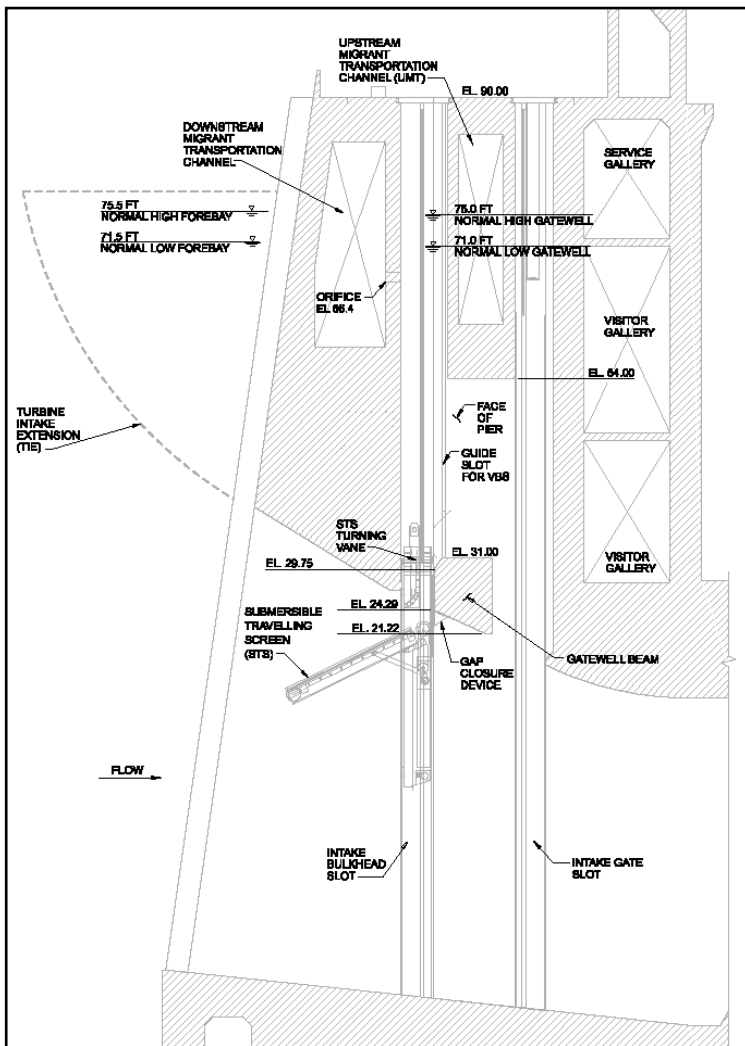 UPSTREAM
MIGRANT
TRANSPORTATION
CHANNEL (UMT)
EL. 90.00
DOWNSTREAM
MIGRANT
TRANSPORTATION
CHANNEL
SERVICE
GALLERY
75.5 FT
NORMAL HIGH FOREBAY
75.0 FT
NORMAL HIGH GATEWELL
71.5 FT
NORMAL LOW FOREBAY
71.0 FT
NORMAL LOW GATEWELL
ORIFICE
EL 66.4
VISITOR
GALLERY
EL. 64.00
TURBINE
INTAKE
EXTENSION
(TIE)
FACE
OF
PIER
GUIDE
SLOT
FOR VBS
STS
TURNING
VANE
EL. 31.00
VISITOR
GALLERY
EL. 29.75
EL. 24.29
EL. 21.22
SUBMERSIBLE
TRAVELLING
SCREEN
(STS)
GAP
CLOSURE
DEVICE
GATEWELL BEAM
FLOW
INTAKE
BULKHEAD
SLOT
INTAKE GATE
SLOT